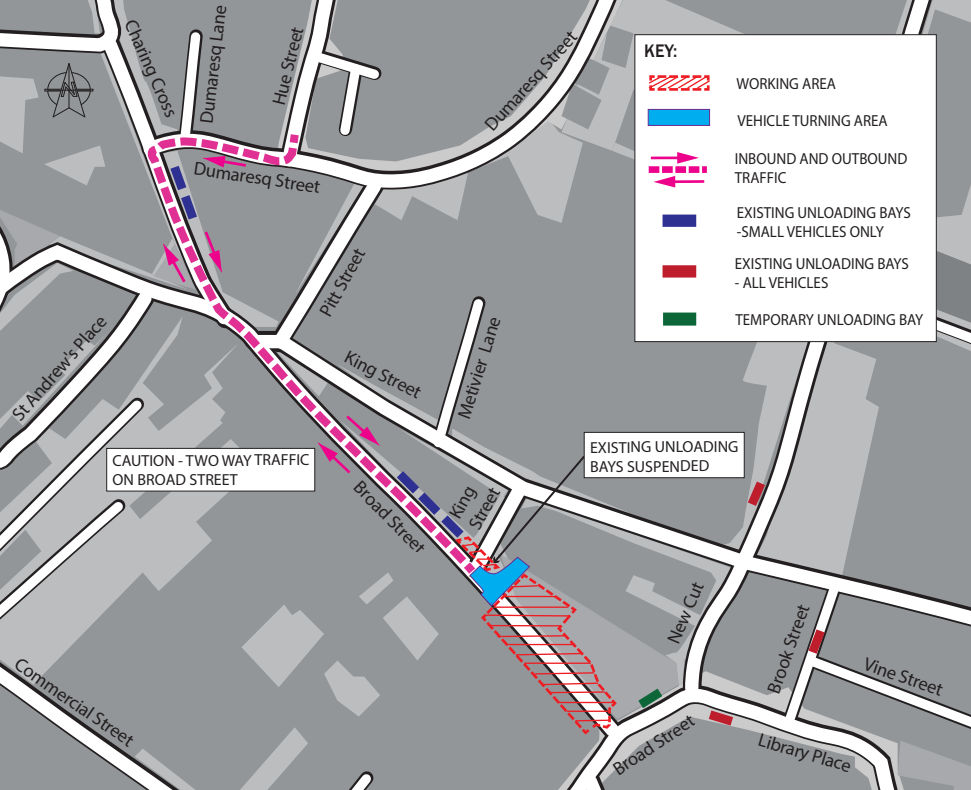 Charing Cross
Dumaresq Lane
Hue Street
Dumaresq Street
N
Dumaresq Street
KEY:
WORKING AREA
VEHICLE TURNING AREA
INBOUND AND OUTBOUND
TRAFFIC
EXISTING UNLOADING BAYS
-SMALL VEHICLES ONLY
EXISTING UNLOADING BAYS
- ALL VEHICLES
TEMPORARY UNLOADING BAY
Pitt Street
St Andrew's Place
King Street
Metivier Lane
CAUTION - TWO WAY TRAFFIC
ON BROAD STREET
EXISTING UNLOADING
BAYS SUSPENDED
Broad Street
King
Street
New Cut
Brook Street
Vine Street
Commercial Street
Broad Street
Library Place